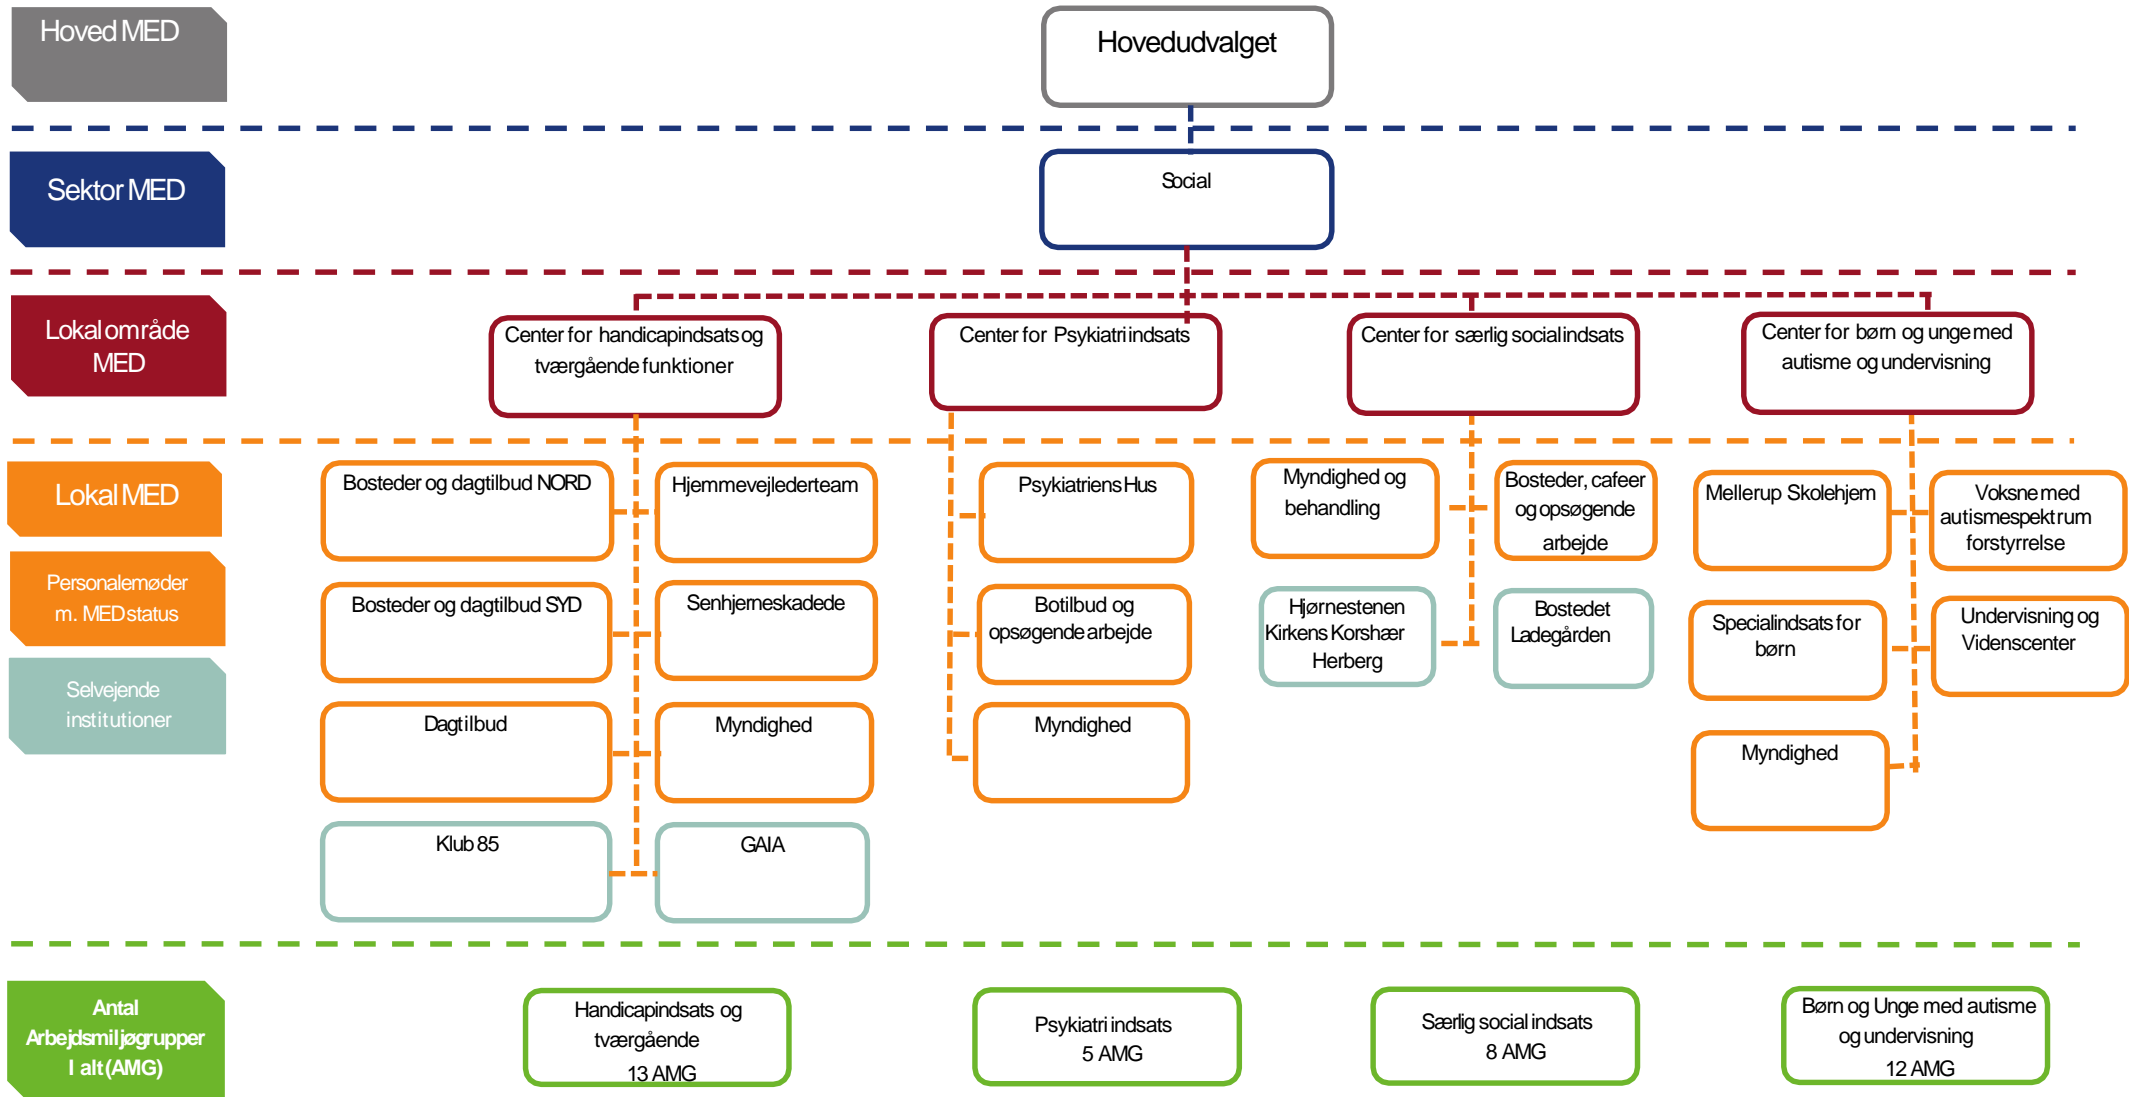 Hoved MED
Hovedudvalget
Sektor MED
Social
Lokalområde
MED
Center for handicapindsats og
tværgående funktioner
Center for Psykiatriindsats
Center for særlig socialindsats
Center for børn og unge med
autisme og undervisning
Lokal MED
Personalemøder
m. MED status
Selvejende
institutioner
Bosteder og dagtilbud NORD
Hjemmevejlederteam
Bosteder og dagtilbud SYD
Senhjerneskadede
Dagtilbud
Myndighed
Klub 85
GAIA
Psykiatriens Hus
Botilbud og
opsøgende arbejde
Myndighed
Myndighed og
behandling
Bosteder, cafeer
og opsøgende
arbejde
Hjørnestenen
Kirkens Korshær
Herberg
Bostedet
Ladegården
Mellerup Skolehjem
Voksne med
autismespektrum
forstyrrelse
Specialindsats for
børn
Undervisning og
Videnscenter
Myndighed
Antal
Arbejdsmiljøgrupper
I alt (AMG)
Handicapindsats og
tværgående
13 AMG
Psykiatri indsats
5 AMG
Særlig social indsats
8 AMG
Børn og Unge med autisme
og undervisning
12 AMG